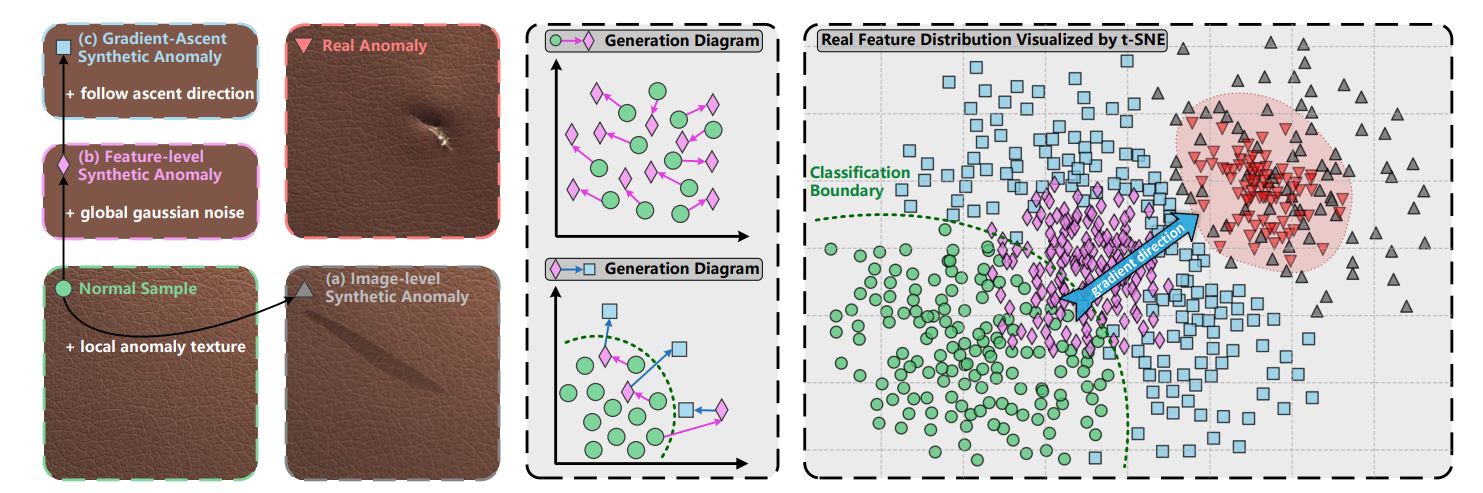 (c) Gradient-Ascent
Synthetic Anomaly
+ follow ascent direction
(b) Feature-level
Synthetic Anomaly
+ global gaussian noise
Normal Sample
+ local anomaly texture
Real Anomaly
(a) Image-level
Synthetic Anomaly
Generation Diagram
Generation Diagram
Real Feature Distribution Visualized by t-SNE
Classification
Boundary
gradient direction